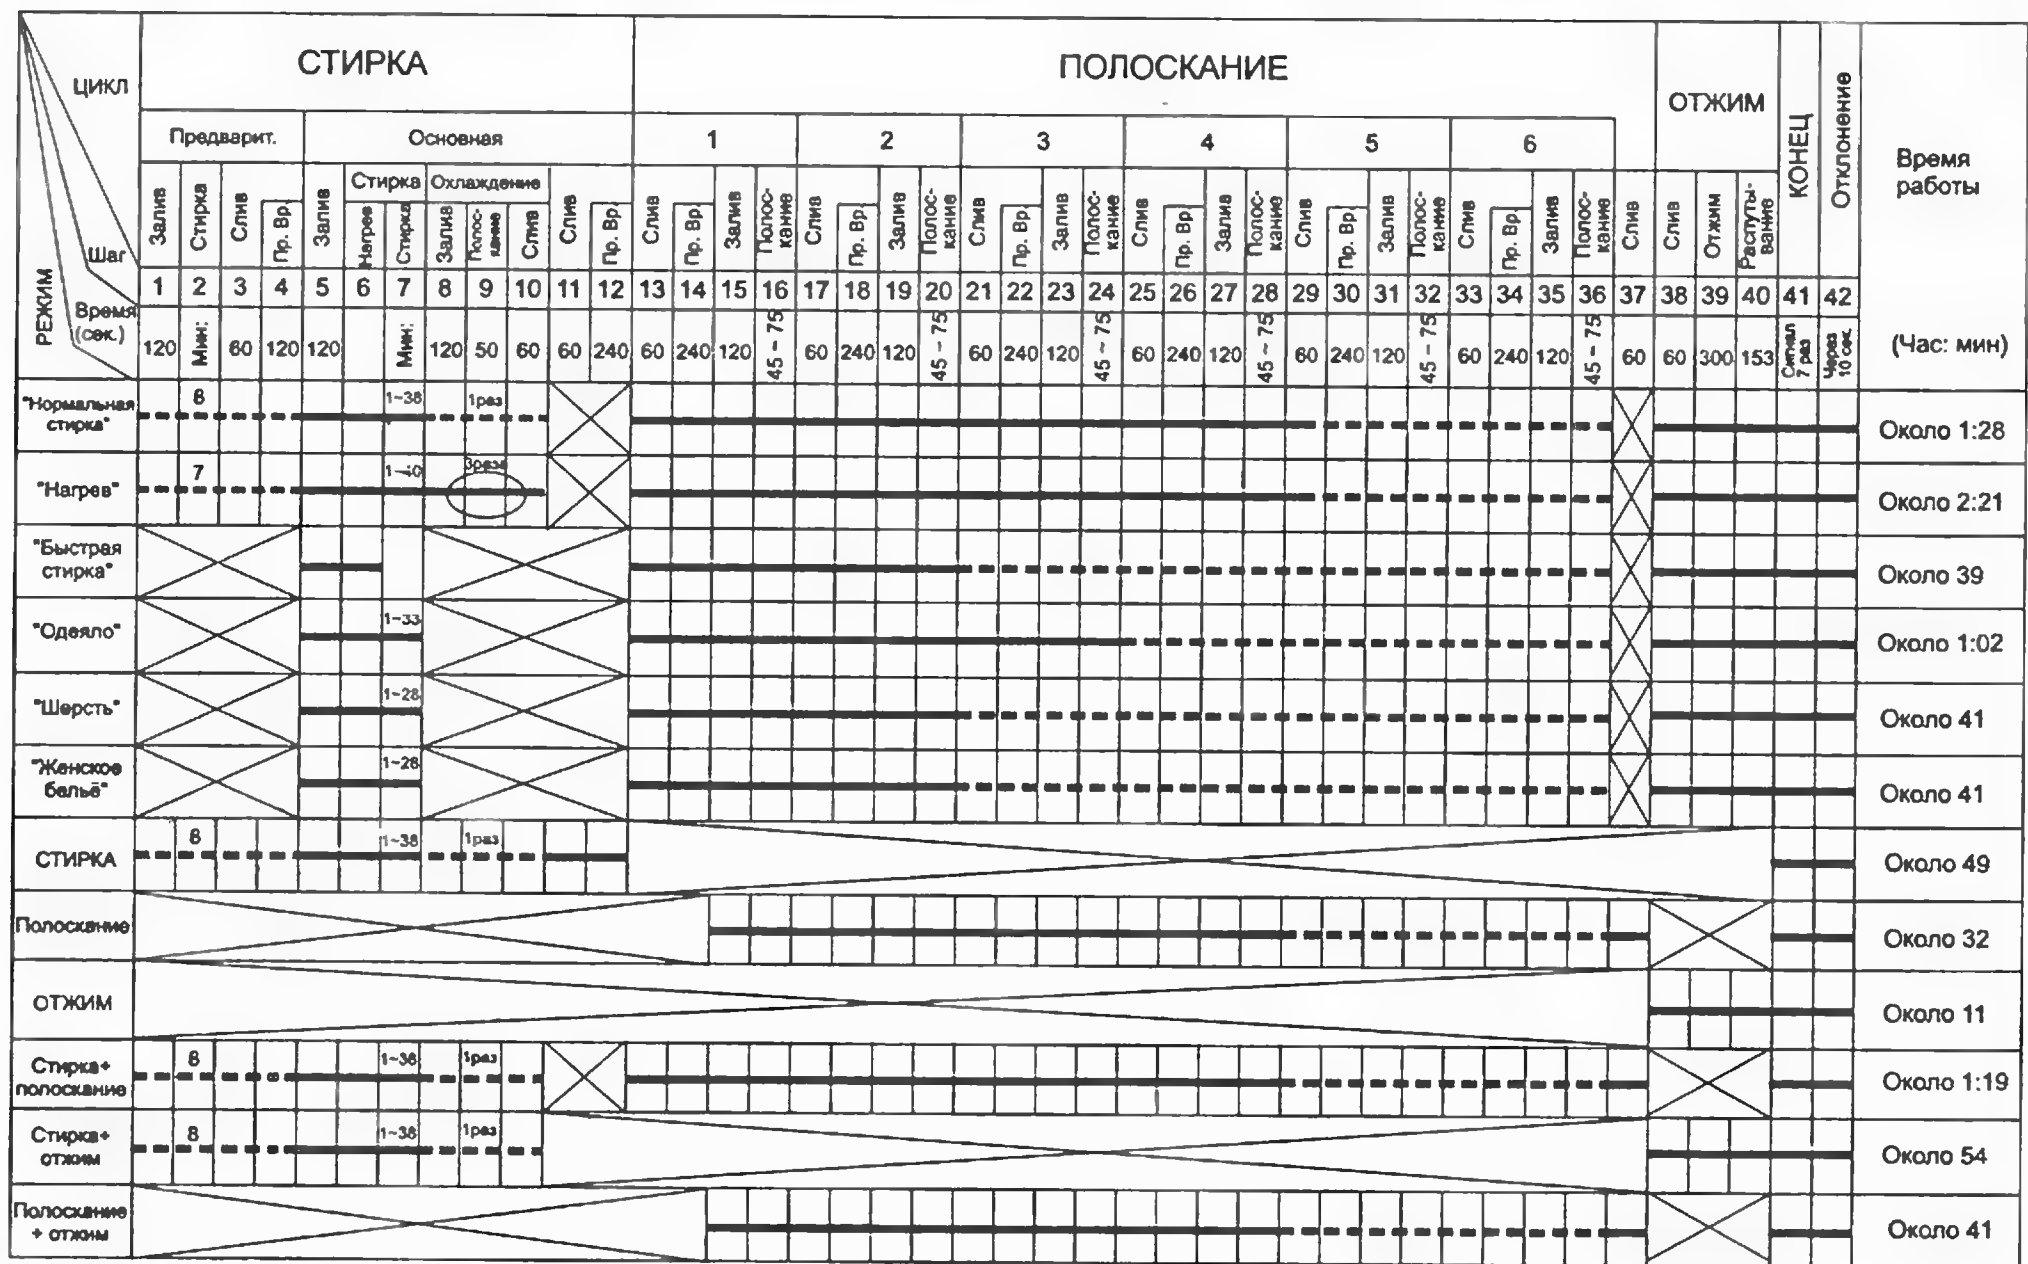 СТИРКА
ПОЛОСКАНИЕ
ОТЖИМ
КОНЕЦ
Отклонение
Время
работы
(Час: мин)
ЦИКЛ
Шаг
Время
(сек.)
РЕЖИМ
Предварит.
Основная
1 2 3 4 5 6
Стирка Охлаждение
Залив Стирка Слив Пр. Вр. Залив Нагрев Стирка Залив Полос-кание Слив Слив Пр. Вр. Слив Пр. Вр. Залив Полос-кание Слив Пр. Вр. Залив Полос-кание Слив Пр. Вр. Залив Полос-кание Слив Пр. Вр. Залив Полос-кание Слив Пр. Вр. Залив Полос-кание Слив Пр. Вр. Залив Полос-кание Слив Слив Отжим Распуты-вание
1 2 3 4 5 6 7 8 9 10 11 12 13 14 15 16 17 18 19 20 21 22 23 24 25 26 27 28 29 30 31 32 33 34 35 36 37 38 39 40 41 42
120 Мин: 60 120 120 Мин: 120 50 60 60 240 60 240 120 45 ~ 75 60 240 120 45 ~ 75 60 240 120 45 ~ 75 60 240 120 45 ~ 75 60 240 120 45 ~ 75 60 240 120 45 ~ 75 60 60 300 153 Сигнал 7 раз Через 10 сек.
"Нормальная
стирка"
8 1~38 1раз Около 1:28
"Нагрев" 7 1~40 3раза Около 2:21
"Быстрая
стирка"
Около 39
"Одеяло" 1~33 Около 1:02
"Шерсть" 1~28 Около 41
"Женское
бельё"
1~28 Около 41
СТИРКА 8 1~38 1раз Около 49
Полоскание Около 32
ОТЖИМ Около 11
Стирка+
полоскание
8 1~38 1раз Около 1:19
Стирка+
отжим
8 1~38 1раз Около 54
Полоскание
+ отжим
Около 41